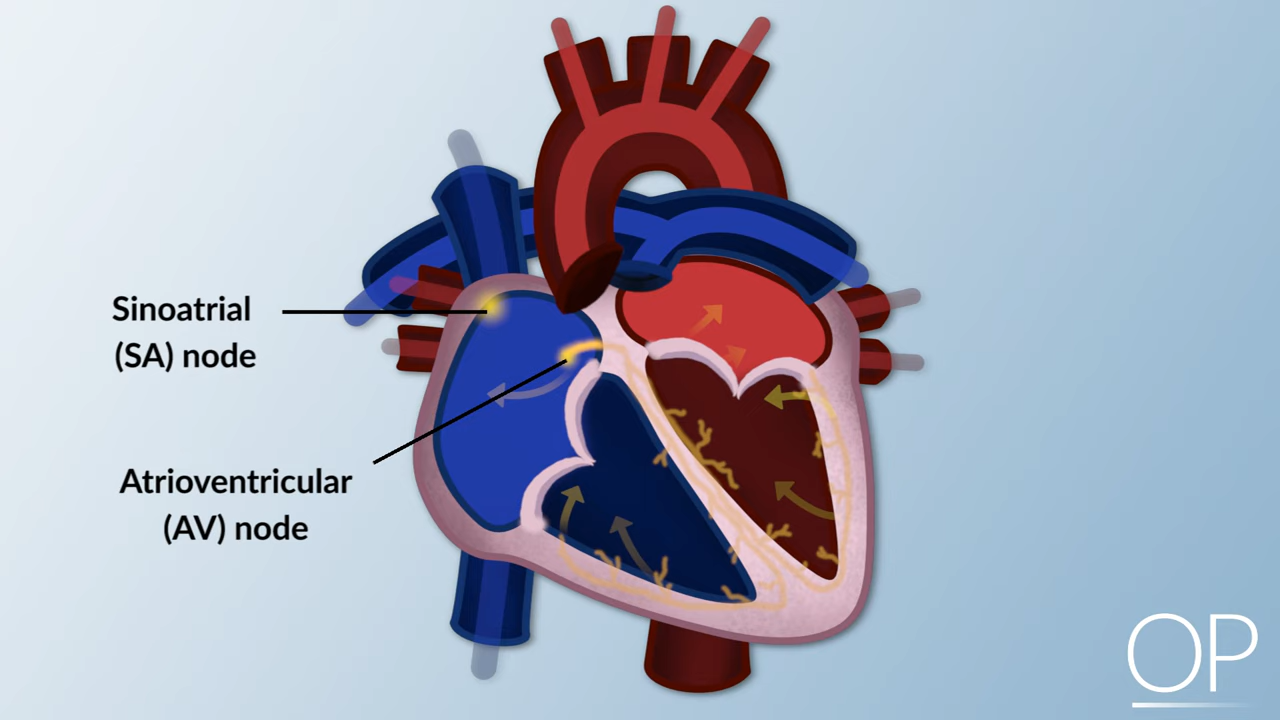 Sinoatrial
(SA) node
Atrioventricular
(AV) node
OP